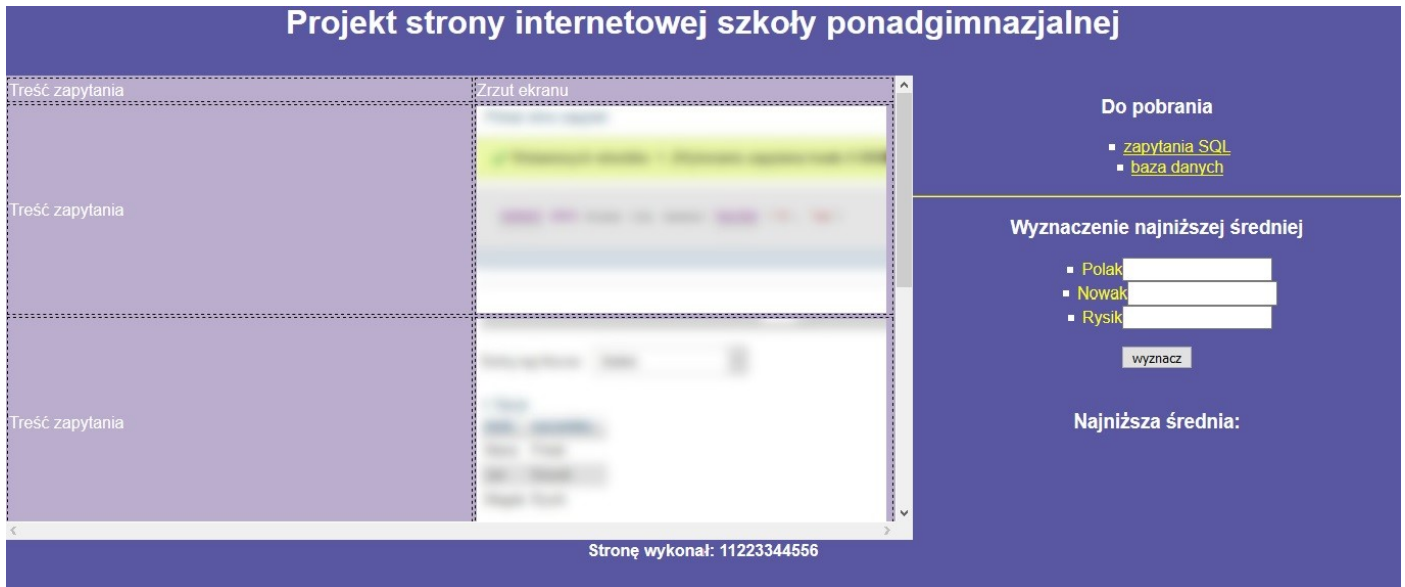 Projekt strony internetowej szkoły ponadgimnazjalnej
Treść zapytania
Zrzut ekranu
Treść zapytania
Treść zapytania
Do pobrania
zapytania SQL
baza danych
Wyznaczenie najniższej średniej
Polak
Nowak
Rysik
wyznacz
Najniższa średnia:
Stronę wykonał: 11223344556